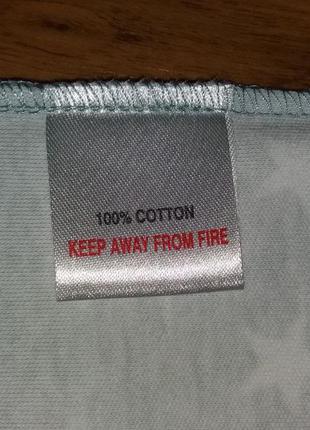 100% COTTON
KEEP AWAY FROM FIRE